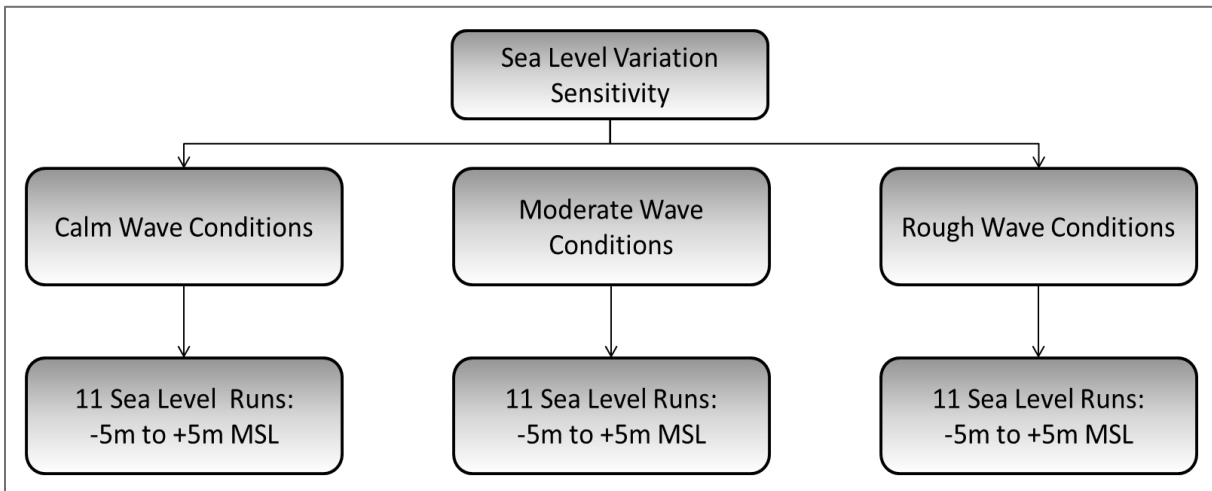 Sea Level Variation
Sensitivity
Calm Wave Conditions
Moderate Wave
Conditions
Rough Wave Conditions
11 Sea Level  Runs:
-5m to +5m MSL
11 Sea Level Runs:
-5m to +5m MSL
11 Sea Level Runs:
-5m to +5m MSL